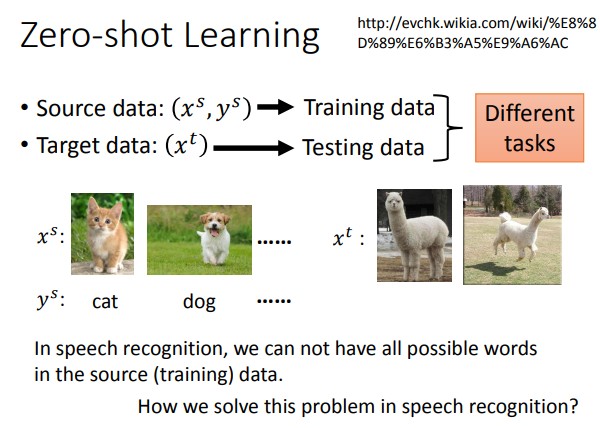 Zero-shot Learning
http://evchk.wikia.com/wiki/%E8%8
D%89%E6%B3%A5%E9%A6%AC
• Source data: (x^s, y^s) → Training data
• Target data: (x^t) → Testing data
Different
tasks
x^s: ...... x^t :
y^s: cat dog ......
In speech recognition, we can not have all possible words
in the source (training) data.
How we solve this problem in speech recognition?